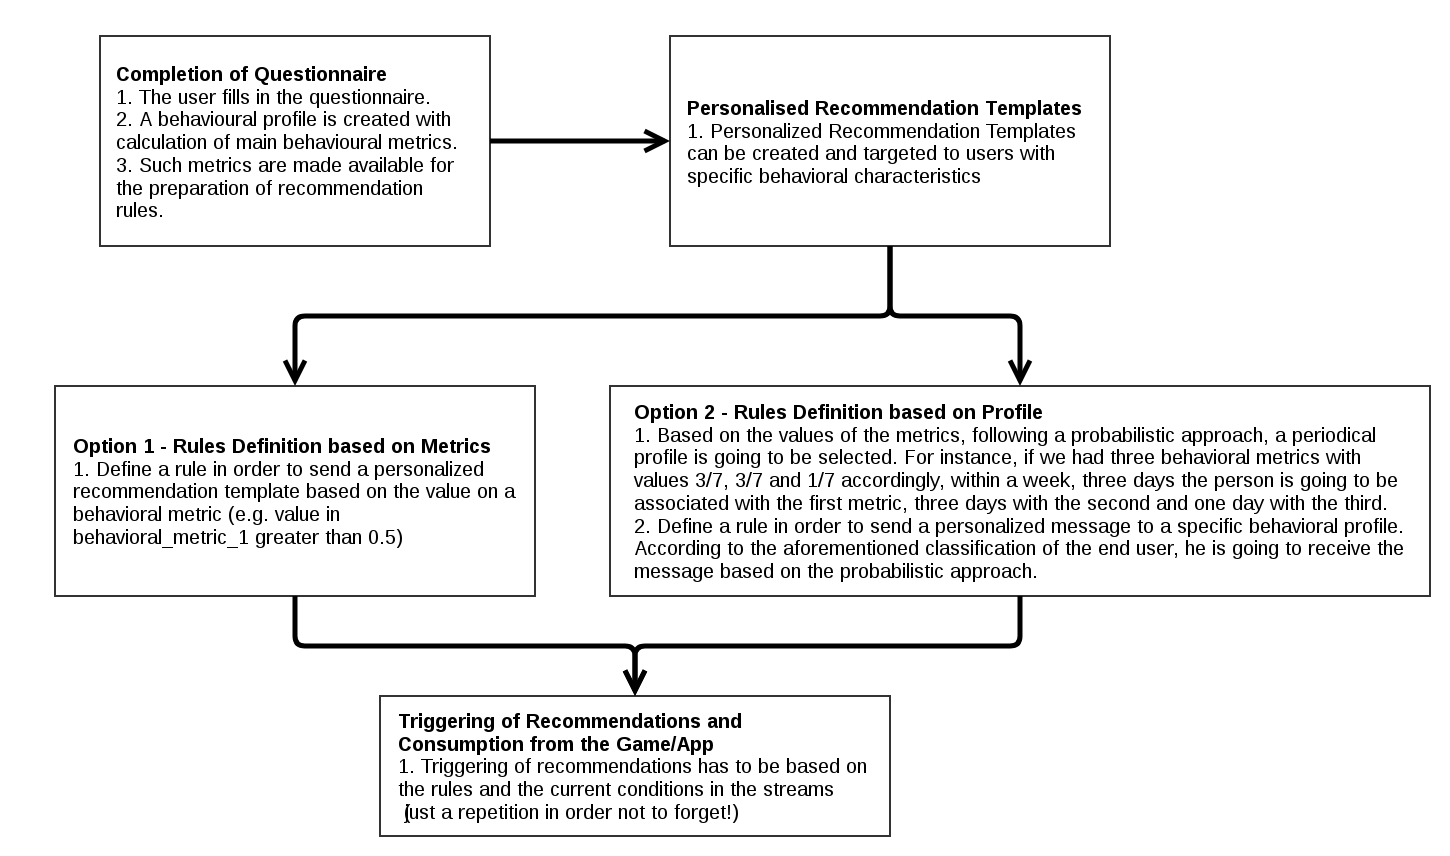 Completion of Questionnaire
1. The user fills in the questionnaire.
2. A behavioural profile is created with
calculation of main behavioural metrics.
3. Such metrics are made available for
the preparation of recommendation
rules.
Personalised Recommendation Templates
1. Personalized Recommendation Templates
can be created and targeted to users with
specific behavioral characteristics
Option 1 - Rules Definition based on Metrics
1. Define a rule in order to send a personalized
recommendation template based on the value on a
behavioral metric (e.g. value in
behavioral_metric_1 greater than 0.5)
Option 2 - Rules Definition based on Profile
1. Based on the values of the metrics, following a probabilistic approach, a periodical
profile is going to be selected. For instance, if we had three behavioral metrics with
values 3/7, 3/7 and 1/7 accordingly, within a week, three days the person is going to be
associated with the first metric, three days with the second and one day with the third.
2. Define a rule in order to send a personalized message to a specific behavioral profile.
According to the aforementioned classification of the end user, he is going to receive the
message based on the probabilistic approach.
Triggering of Recommendations and
Consumption from the Game/App
1. Triggering of recommendations has to be based on
the rules and the current conditions in the streams
(just a repetition in order not to forget!)